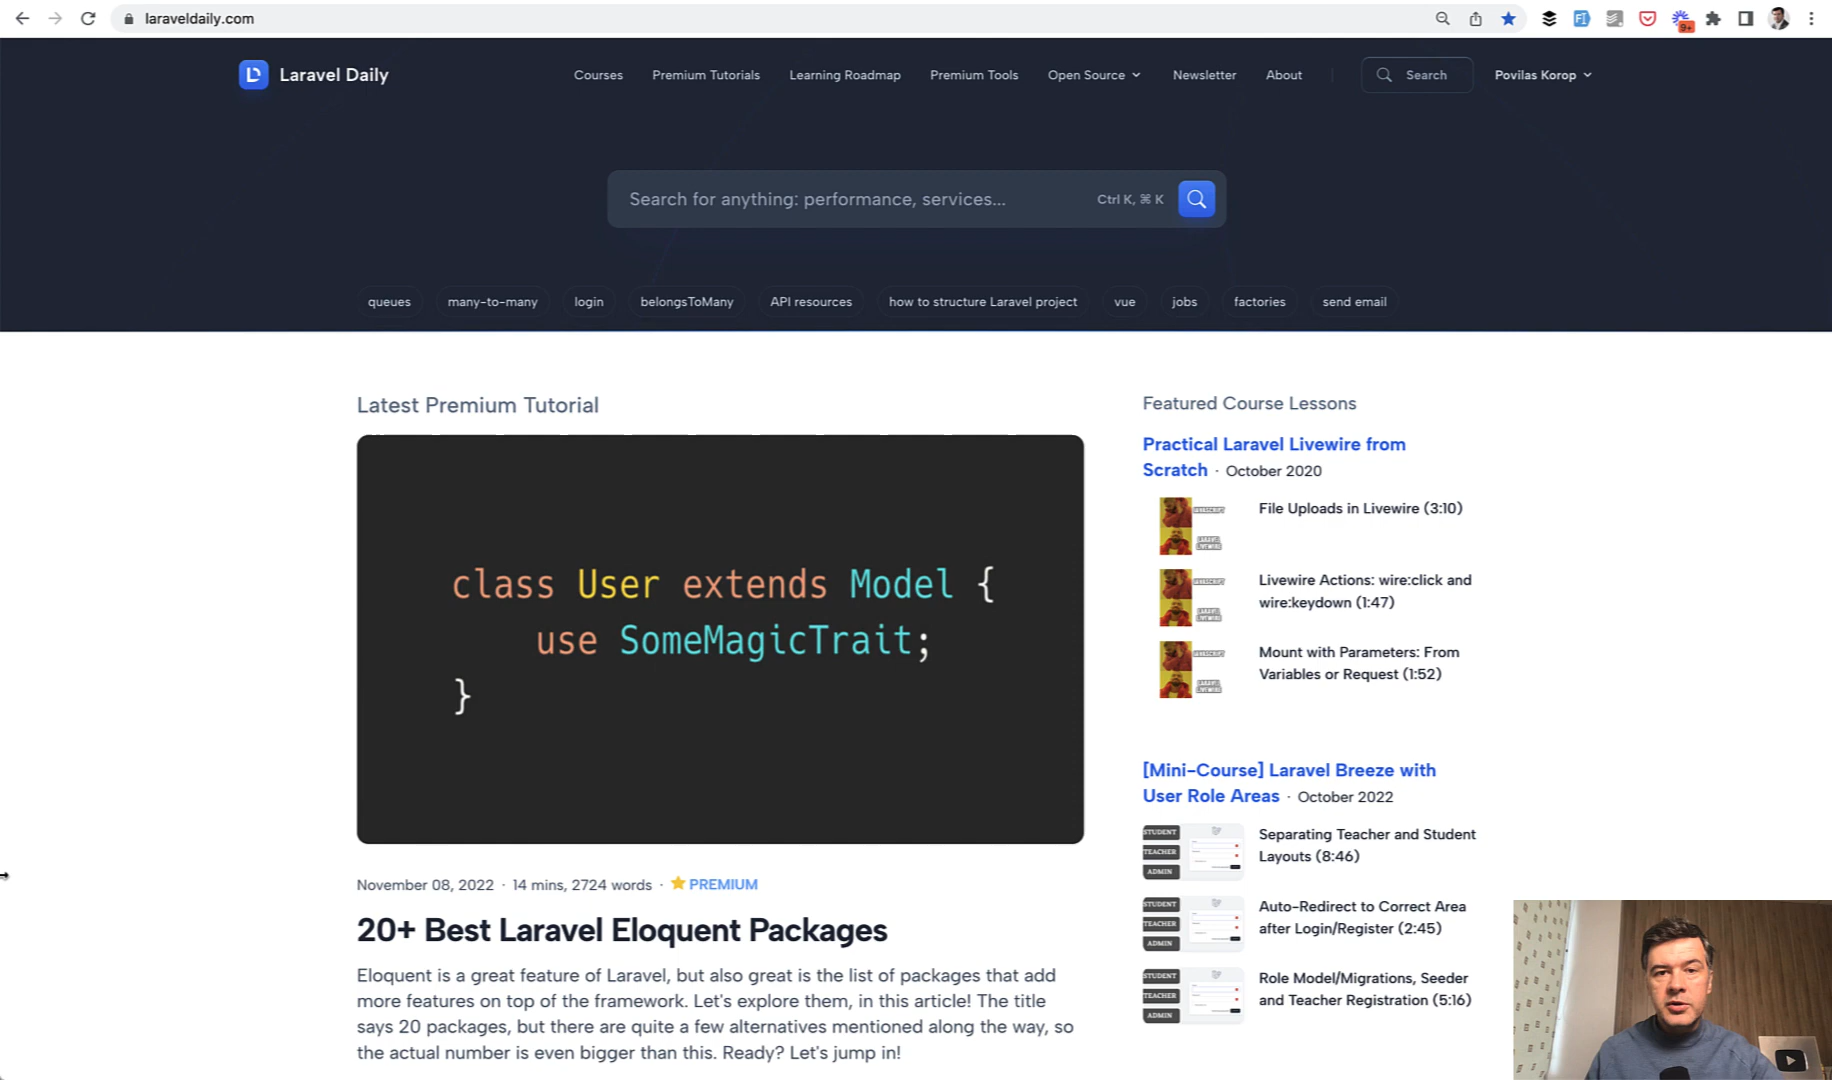 laraveldaily.com
9+
Laravel Daily
Courses
Premium Tutorials
Learning Roadmap
Premium Tools
Open Source
Newsletter
About
Search
Povilas Korop
Search for anything: performance, services...
Ctrl K, ⌘ K
queues
many-to-many
login
belongsToMany
API resources
how to structure Laravel project
vue
jobs
factories
send email
Latest Premium Tutorial
class User extends Model {
use SomeMagicTrait;
}
November 08, 2022 · 14 mins, 2724 words · ⭐ PREMIUM
20+ Best Laravel Eloquent Packages
Eloquent is a great feature of Laravel, but also great is the list of packages that add
more features on top of the framework. Let's explore them, in this article! The title
says 20 packages, but there are quite a few alternatives mentioned along the way, so
the actual number is even bigger than this. Ready? Let's jump in!
Featured Course Lessons
Practical Laravel Livewire from
Scratch · October 2020
File Uploads in Livewire (3:10)
Livewire Actions: wire:click and
wire:keydown (1:47)
Mount with Parameters: From
Variables or Request (1:52)
[Mini-Course] Laravel Breeze with
User Role Areas · October 2022
STUDENT
TEACHER
ADMIN
Separating Teacher and Student
Layouts (8:46)
STUDENT
TEACHER
ADMIN
Auto-Redirect to Correct Area
after Login/Register (2:45)
STUDENT
TEACHER
ADMIN
Role Model/Migrations, Seeder
and Teacher Registration (5:16)